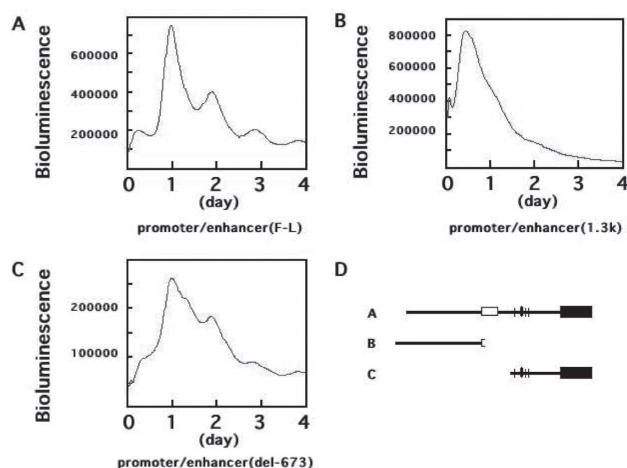 A
Bioluminescence
600000
400000
200000
0 1 2 3 4
(day)
promoter/enhancer(F-L)
B
Bioluminescence
800000
600000
400000
200000
0 1 2 3 4
(day)
promoter/enhancer(1.3k)
C
Bioluminescence
200000
100000
0 1 2 3 4
(day)
promoter/enhancer(del-673)
D
A
B
C